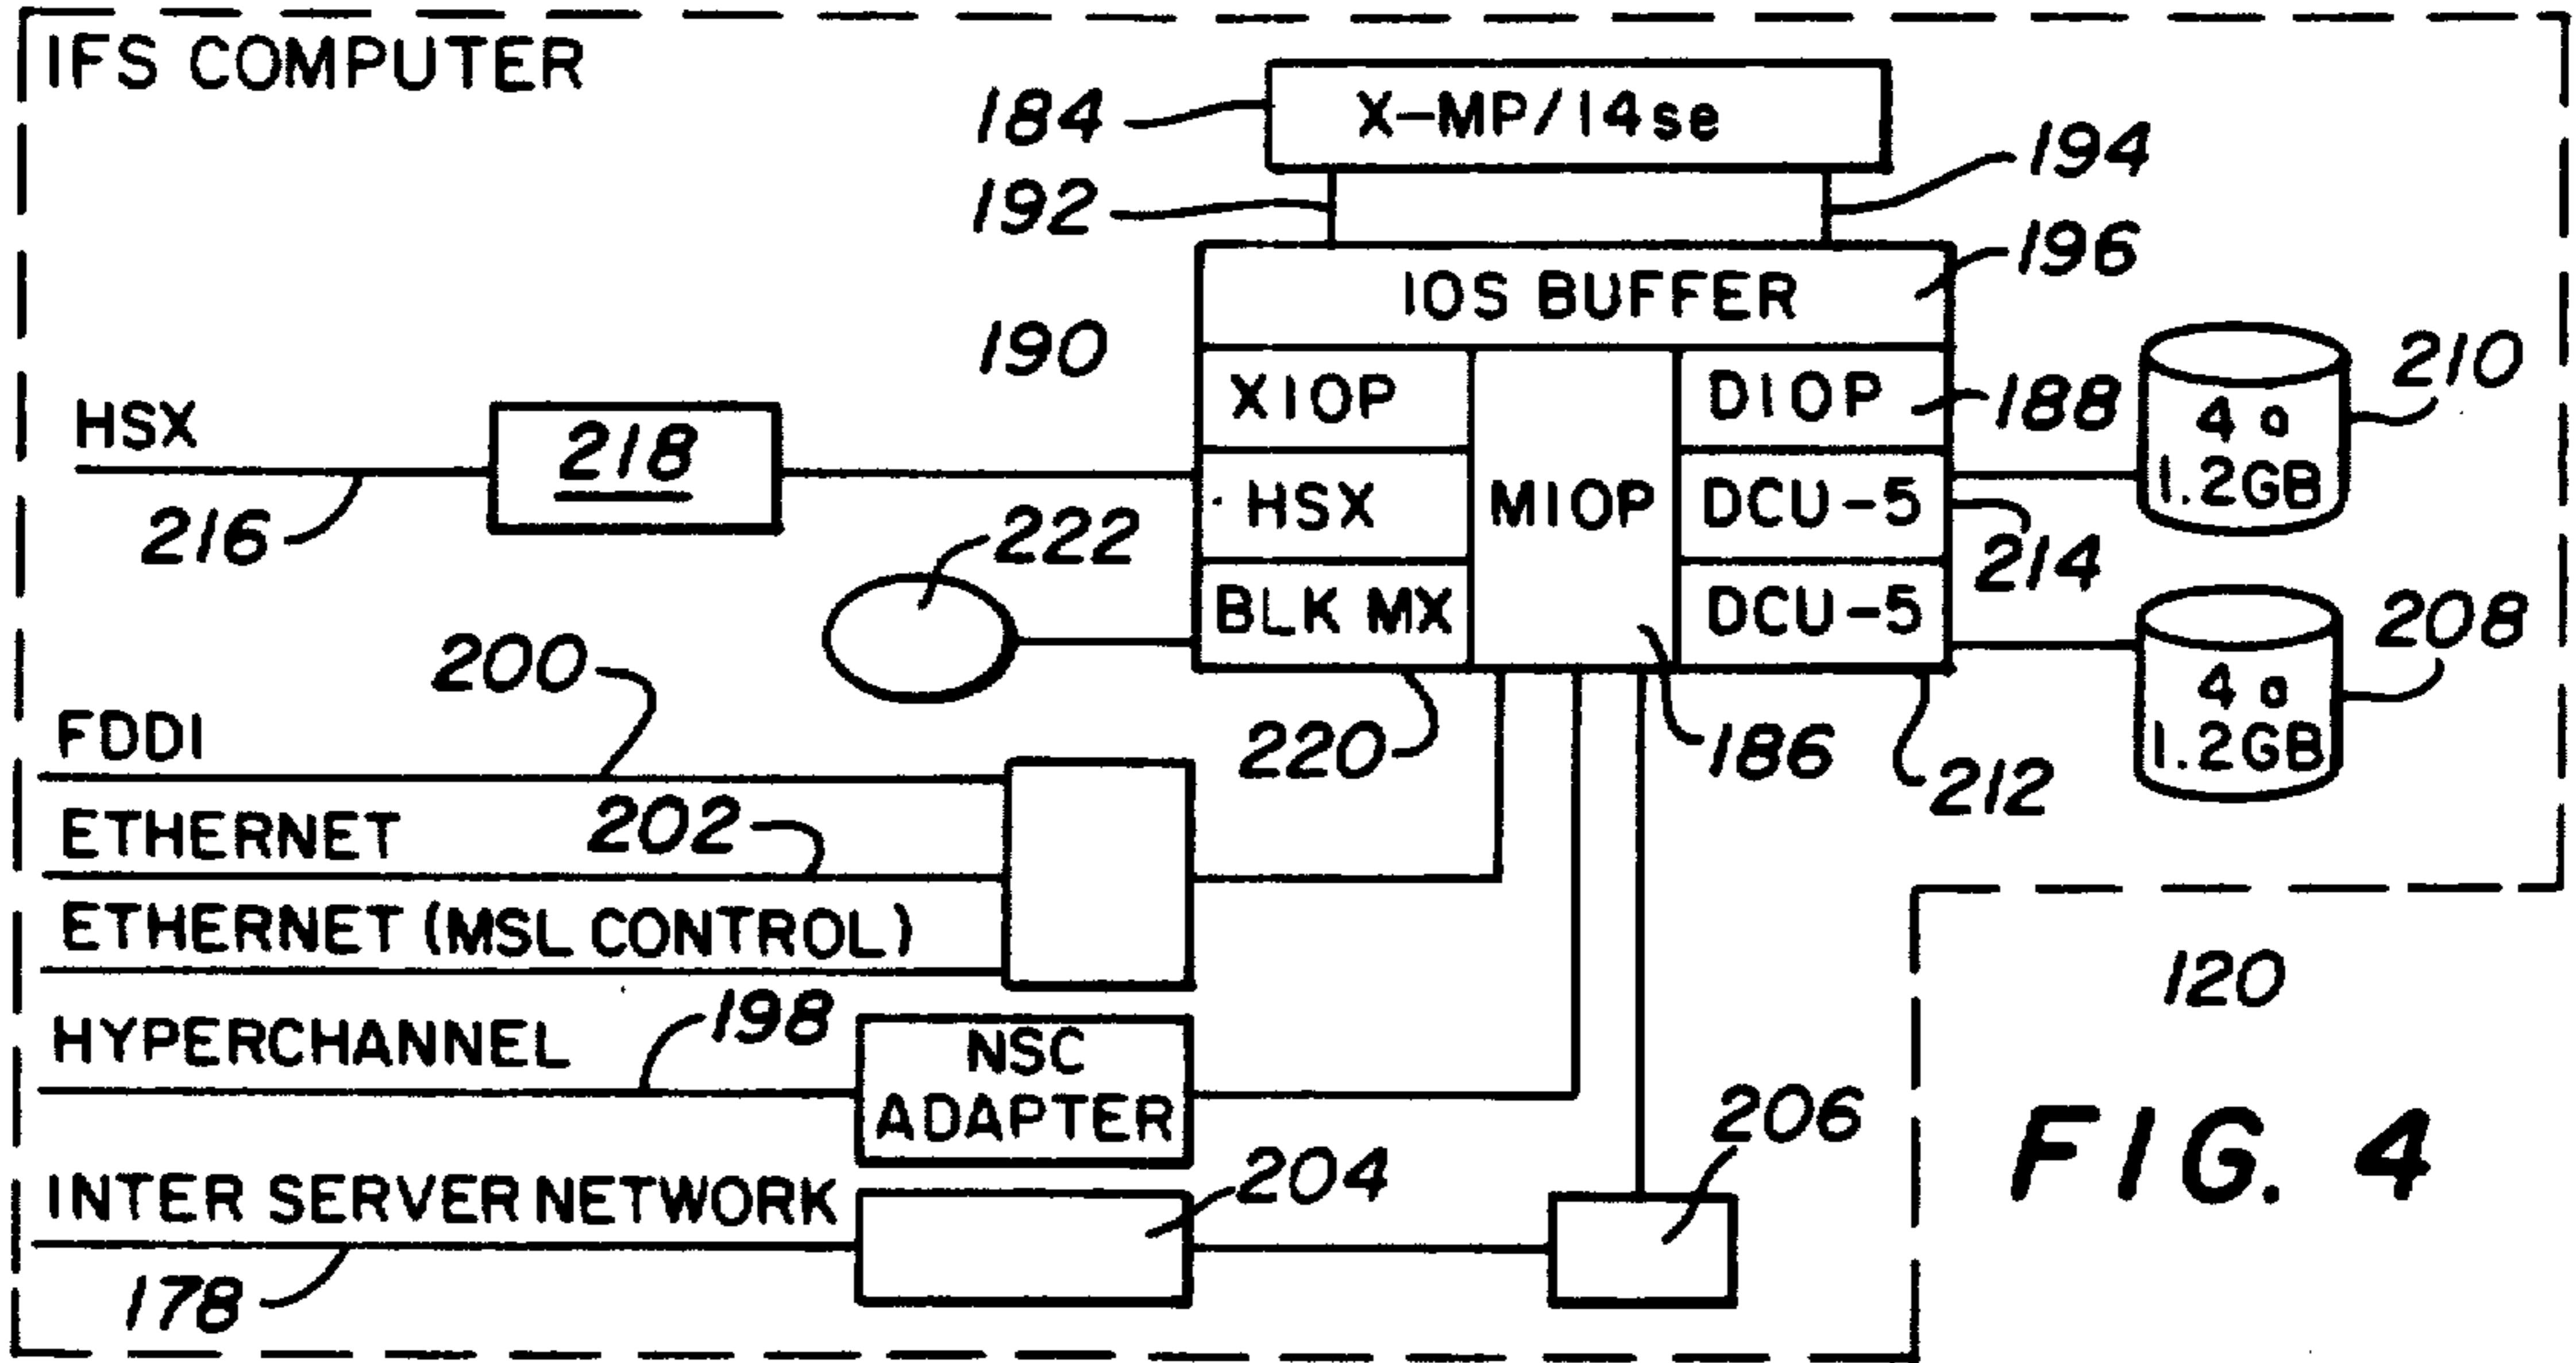 IFS COMPUTER
184
X-MP/14se
192
194
196
IOS BUFFER
190
XIOP
DIOP
188
210
4 a
1.2GB
HSX
218
216
HSX
MIOP
DCU-5
214
222
BLK MX
DCU-5
208
4 a
1.2GB
200
220
186
212
FDDI
ETHERNET
202
ETHERNET (MSL CONTROL)
120
HYPERCHANNEL
198
NSC
ADAPTER
206
INTER SERVER NETWORK
204
178
FIG. 4